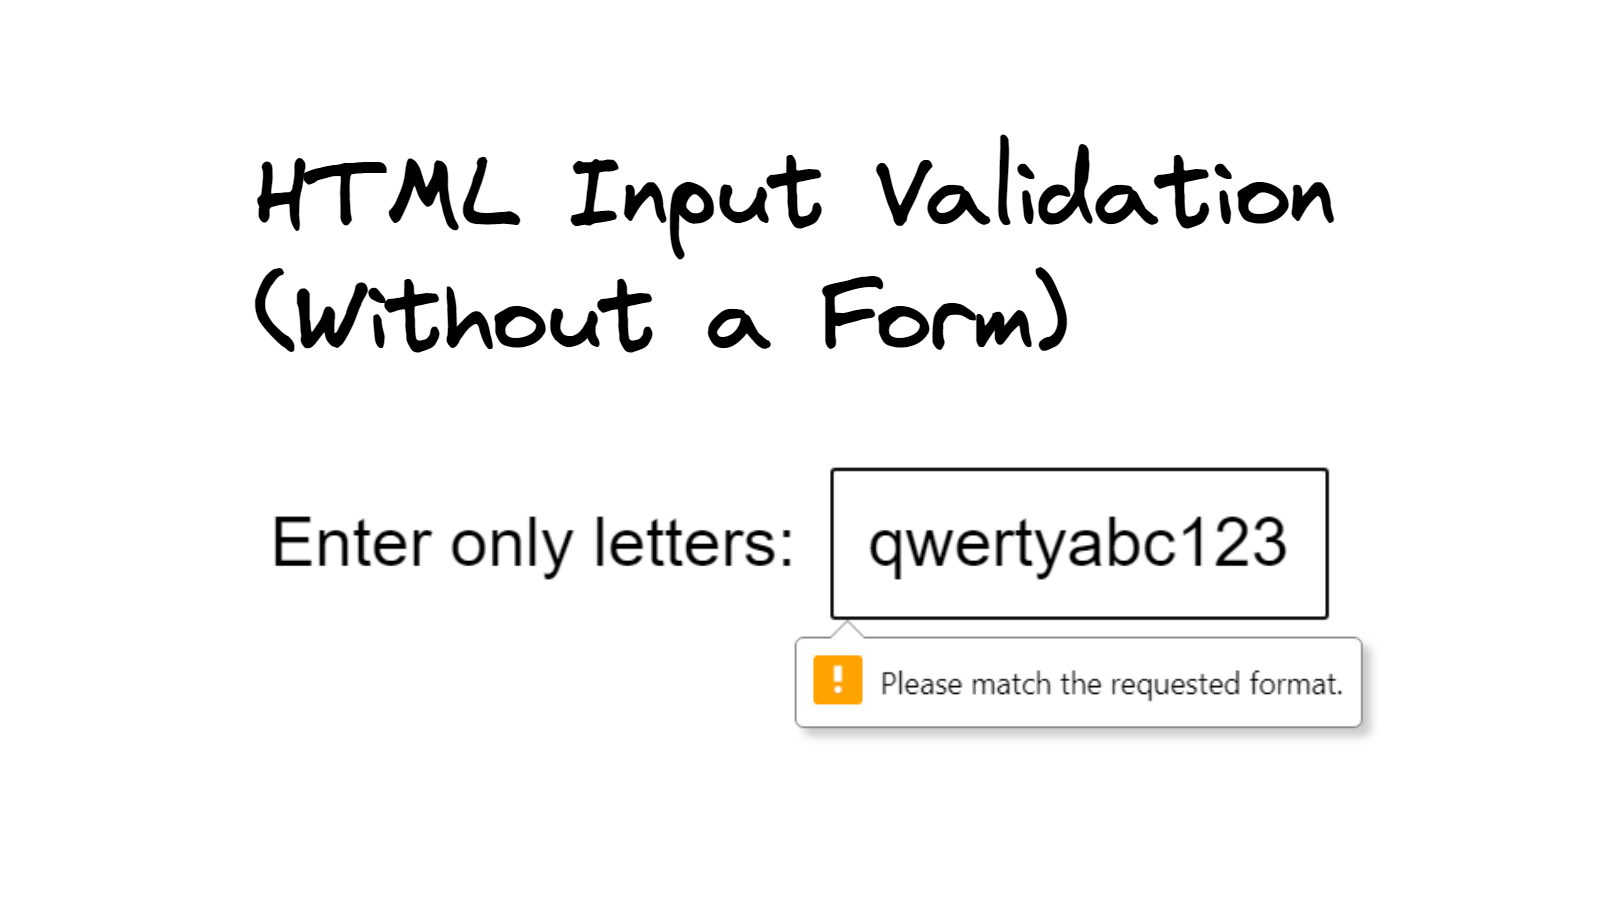 HTML Input Validation
(Without a Form)
Enter only letters: qwertyabc123
! Please match the requested format.